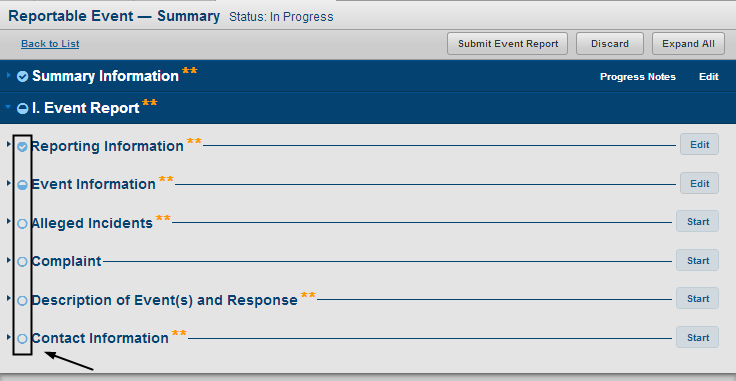 Reportable Event — Summary Status: In Progress
Back to List Submit Event Report Discard Expand All
Summary Information ** Progress Notes Edit
I. Event Report **
Reporting Information ** Edit
Event Information ** Edit
Alleged Incidents ** Start
Complaint Start
Description of Event(s) and Response ** Start
Contact Information ** Start